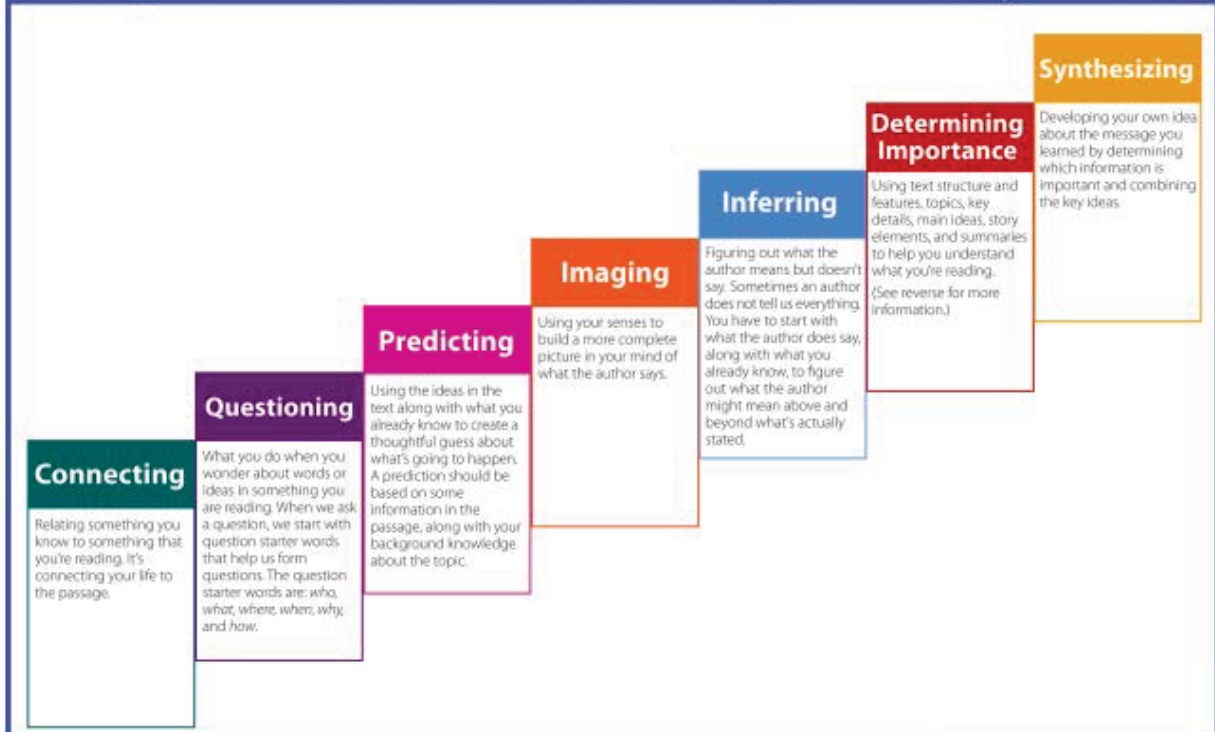 Connecting
Relating something you
know to something that
you're reading. It's
connecting your life to
the passage.
Questioning
What you do when you
wonder about words or
ideas in something you
are reading. When we ask
a question, we start with
question starter words
that help us form
questions. The question
starter words are: who,
what, where, when, why,
and how.
Predicting
Using the ideas in the
text along with what you
already know to create a
thoughtful guess about
what's going to happen.
A prediction should be
based on some
information in the
passage, along with your
background knowledge
about the topic.
Imaging
Using your senses to
build a more complete
picture in your mind of
what the author says.
Inferring
Figuring out what the
author means but doesn't
say. Sometimes an author
does not tell us everything.
You have to start with
what the author does say,
along with what you
already know, to figure
out what the author
might mean above and
beyond what's actually
stated.
Determining
Importance
Using text structure and
features, topics, key
details, main ideas, story
elements, and summaries
to help you understand
what you're reading.
(See reverse for more
information.)
Synthesizing
Developing your own idea
about the message you
learned by determining
which information is
important and combining
the key ideas.